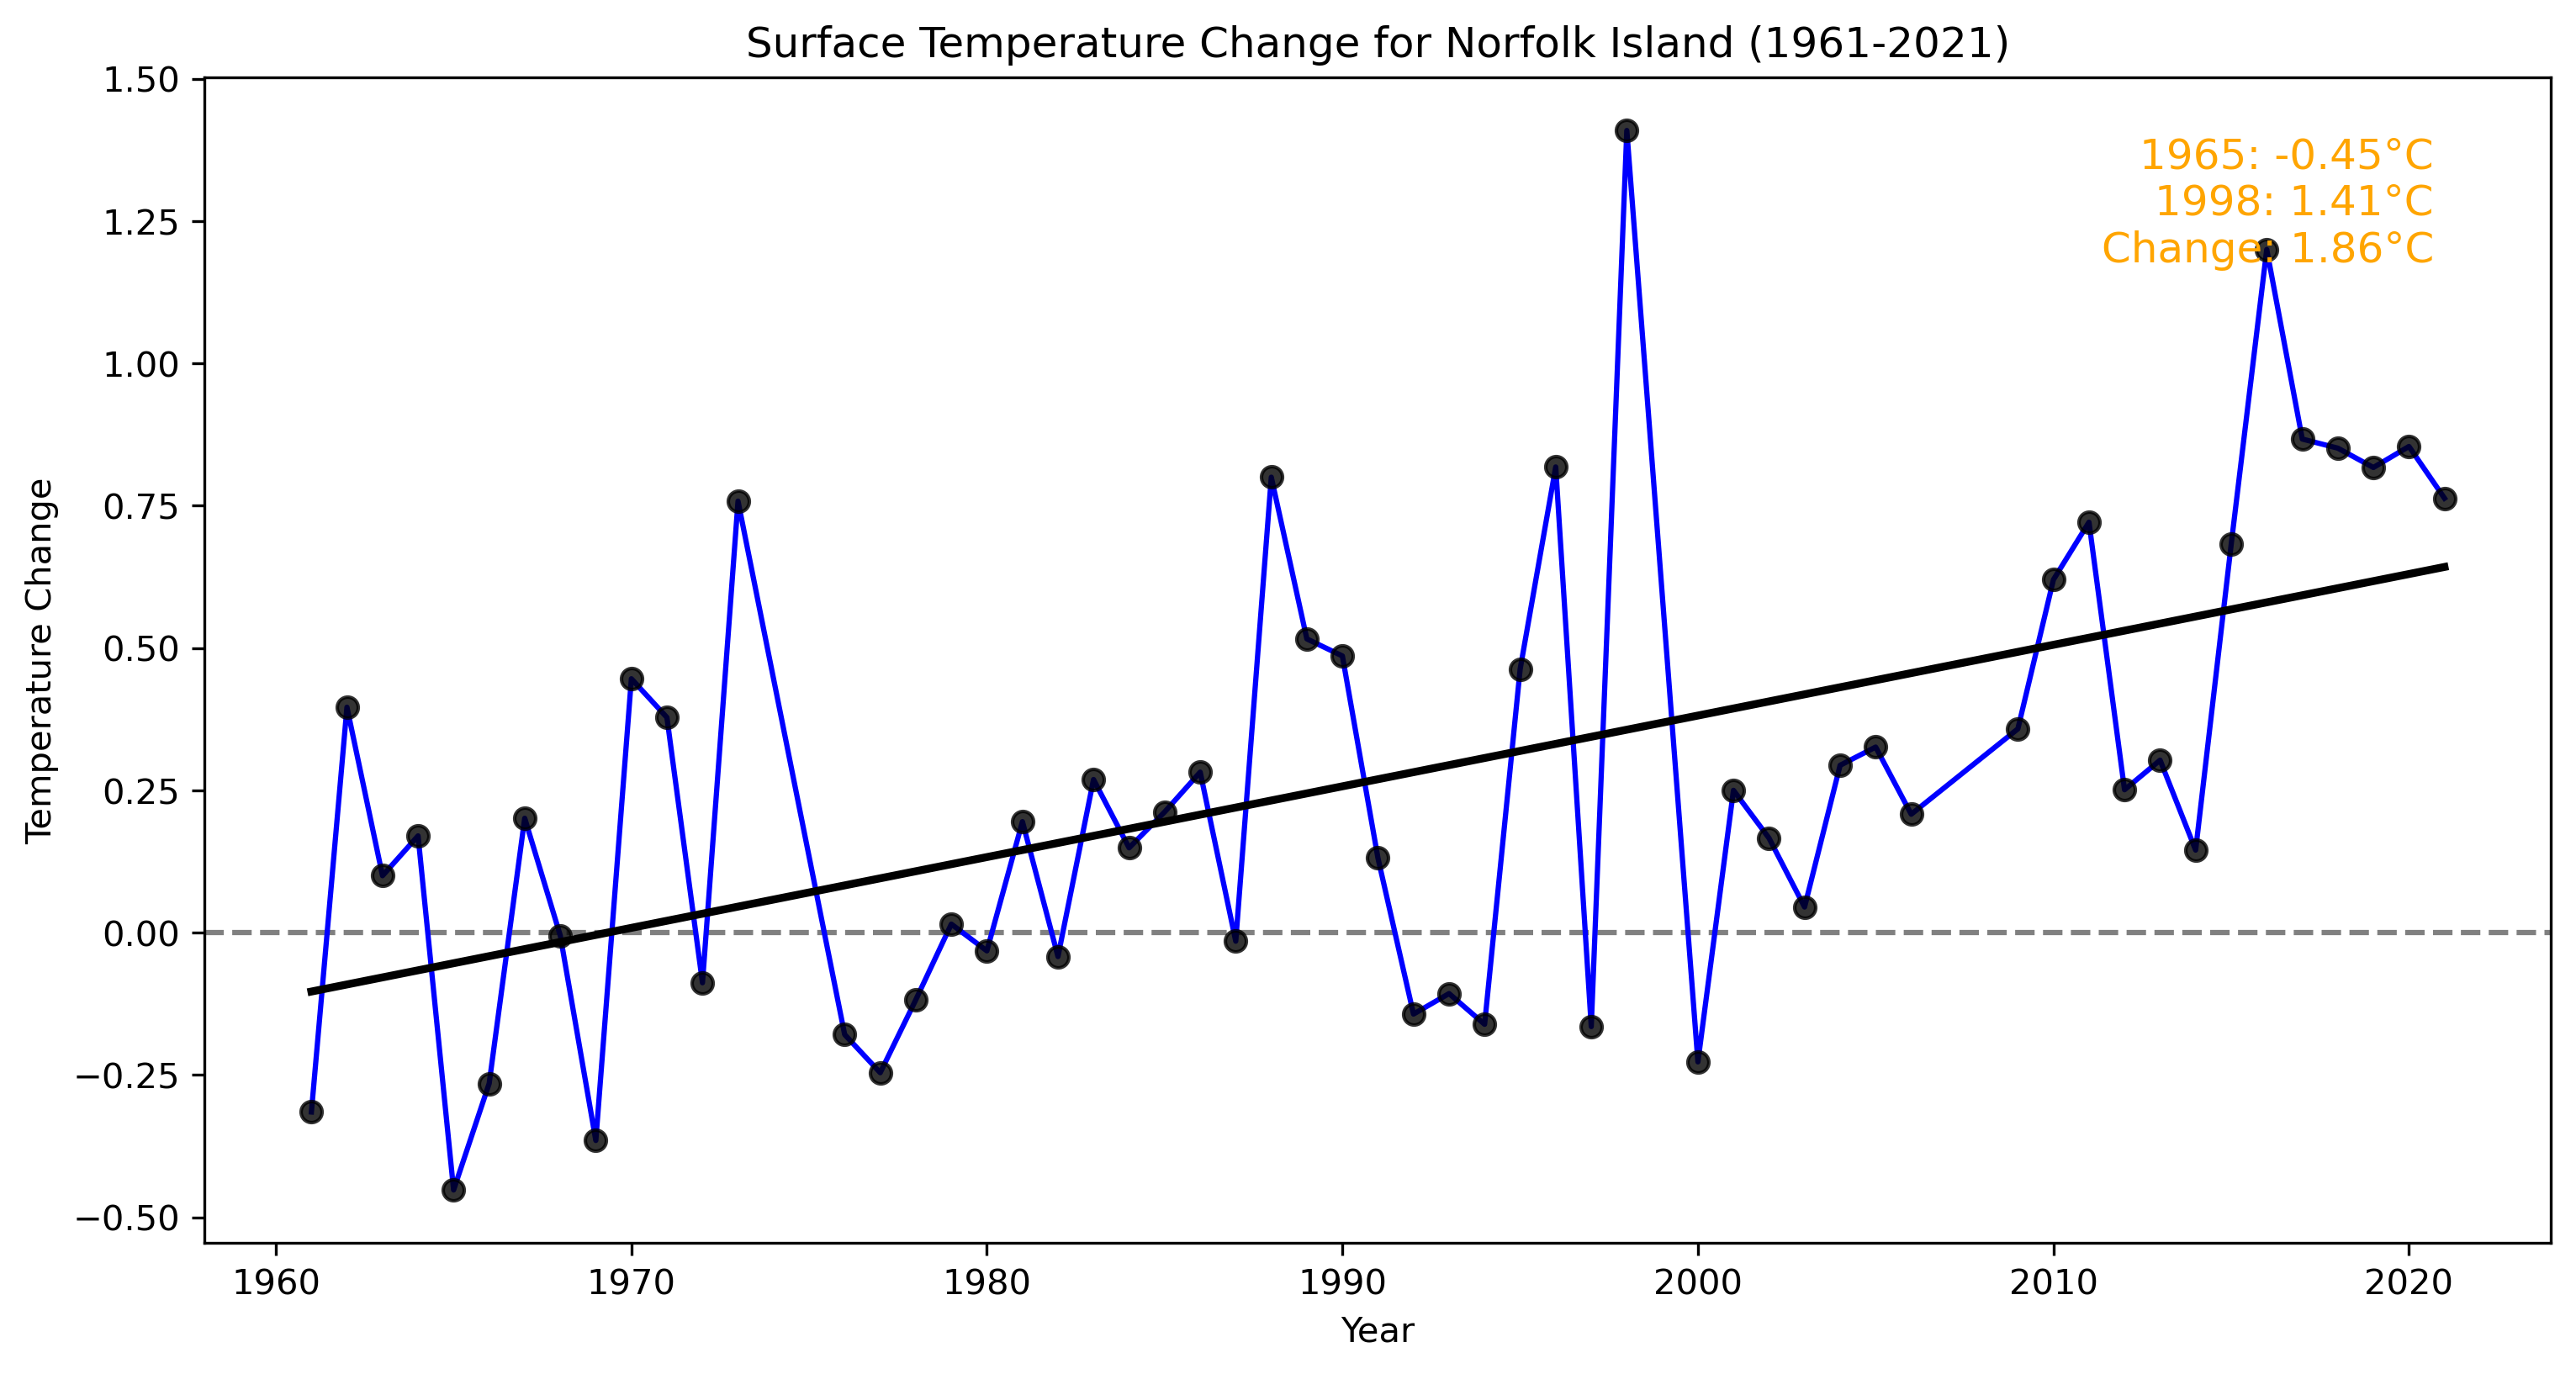 Surface Temperature Change for Norfolk Island (1961-2021)
1.50
1.25
1.00
0.75
0.50
0.25
0.00
−0.25
−0.50
Temperature Change
1965: -0.45°C
1998: 1.41°C
Change: 1.86°C
1960 1970 1980 1990 2000 2010 2020
Year